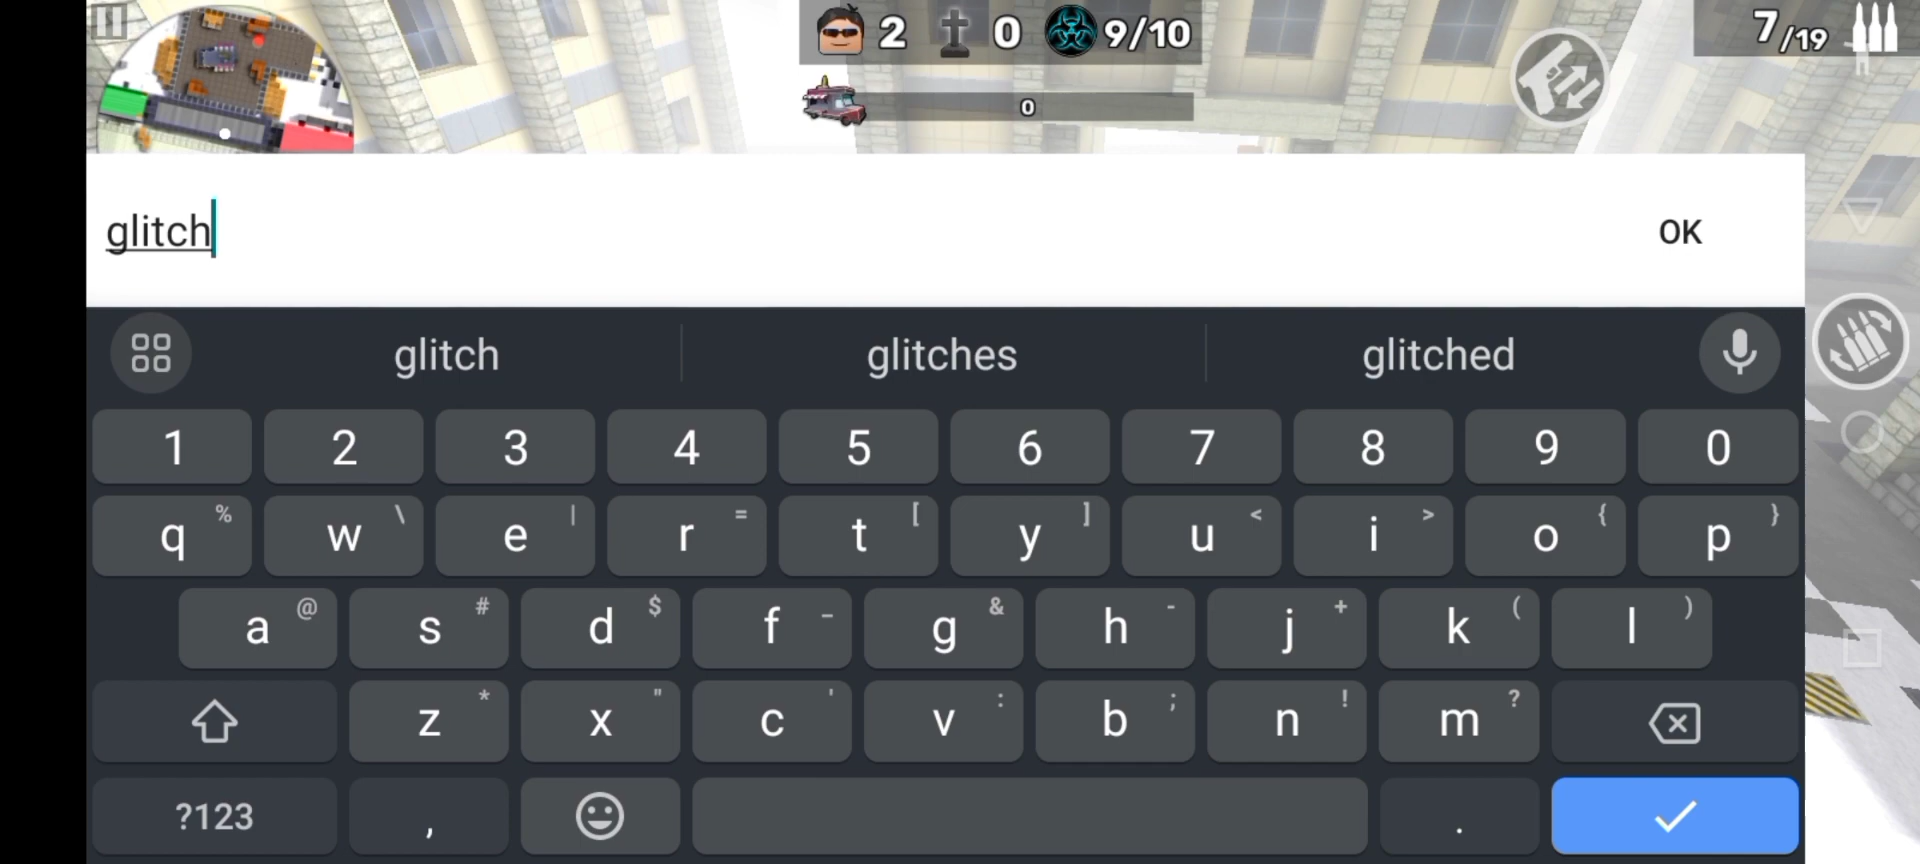 2 0 9/10
7/19
0
glitch
OK
glitch glitches glitched
1 2 3 4 5 6 7 8 9 0
q % w \ e | r = t [ y ] u < i > o { p }
a @ s # d $ f _ g & h - j + k ( l )
z * x " c ' v : b ; n ! m ?
?123 , .